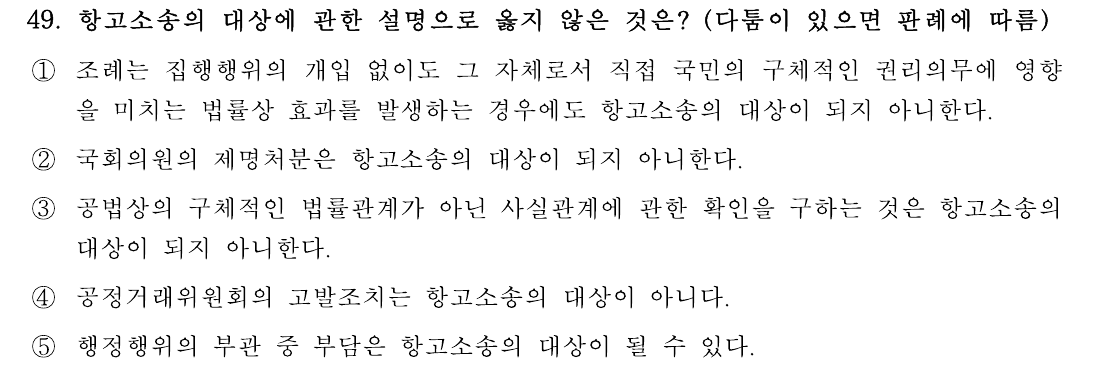 49. 항고소송의 대상에 관한 설명으로 옳지 않은 것은? (다툼이 있으면 판례에 따름)
① 조례는 집행행위의 개입 없이도 그 자체로서 직접 국민의 구체적인 권리의무에 영향
을 미치는 법률상 효과를 발생하는 경우에도 항고소송의 대상이 되지 아니한다.
② 국회의원의 제명처분은 항고소송의 대상이 되지 아니한다.
③ 공법상의 구체적인 법률관계가 아닌 사실관계에 관한 확인을 구하는 것은 항고소송의
대상이 되지 아니한다.
④ 공정거래위원회의 고발조치는 항고소송의 대상이 아니다.
⑤ 행정행위의 부관 중 부담은 항고소송의 대상이 될 수 있다.